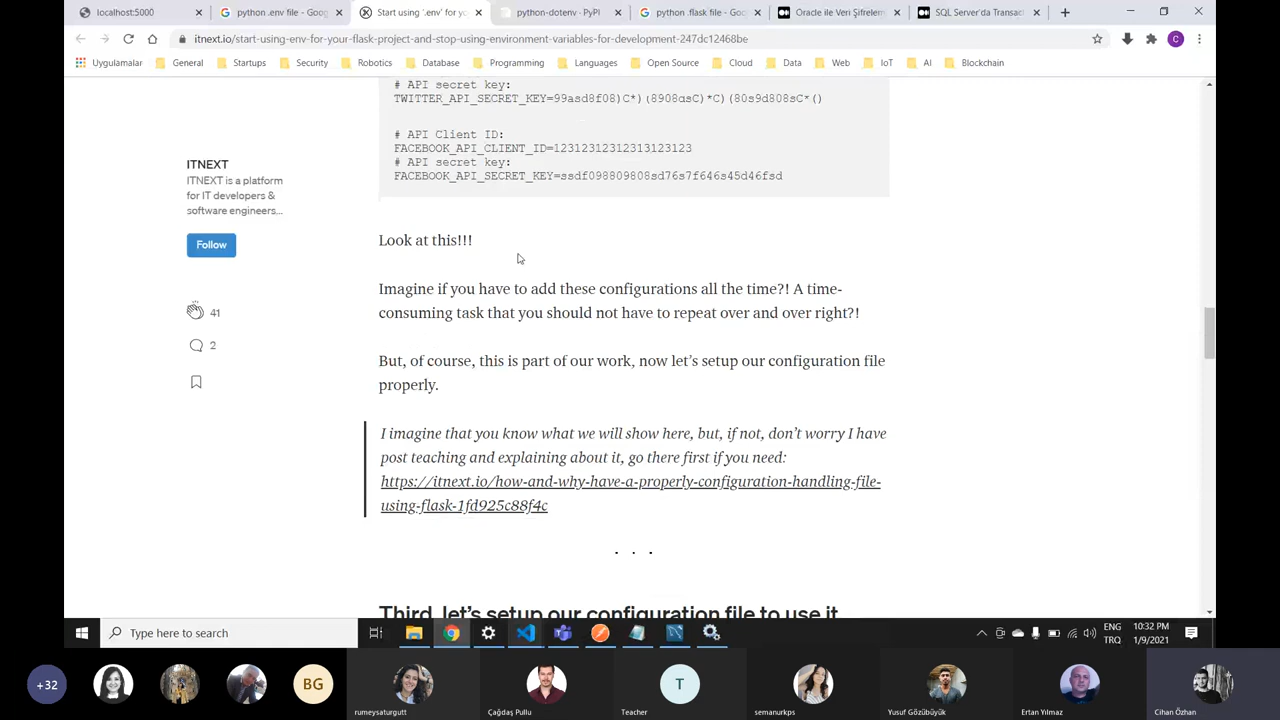 localhost:5000
python .env file - Goog
Start using '.env' for yo
python-dotenv · PyPI
python .flask file - Goog
Oracle ile Veri Şifrelem
SQL Server'da Transac
itnext.io/start-using-env-for-your-flask-project-and-stop-using-environment-variables-for-development-247dc12468be
Uygulamalar
General
Startups
Security
Robotics
Database
Programming
Languages
Open Source
Cloud
Data
Web
IoT
AI
Blockchain
# API secret key:
TWITTER_API_SECRET_KEY=99asd8f08)C*)(8908gsC)*C)(80s9d808sC*()
# API Client ID:
FACEBOOK_API_CLIENT_ID=12312312312313123123
# API secret key:
FACEBOOK_API_SECRET_KEY=ssdf098809808sd76s7f646s45d46fsd
ITNEXT
ITNEXT is a platform
for IT developers &
software engineers...
Follow
41
2
Look at this!!!
Imagine if you have to add these configurations all the time?! A time-
consuming task that you should not have to repeat over and over right?!
But, of course, this is part of our work, now let's setup our configuration file
properly.
I imagine that you know what we will show here, but, if not, don't worry I have
post teaching and explaining about it, go there first if you need:
https://itnext.io/how-and-why-have-a-properly-configuration-handling-file-
using-flask-1fd925c88f4c
. . .
Third, let's setup our configuration file to use it
Type here to search
ENG
TRQ
10:32 PM
1/9/2021
+32
BG
T
C
rumeysaturgutt
Çağdaş Pullu
Teacher
semanurkps
Yusuf Gözübüyük
Ertan Yılmaz
Cihan Özhan